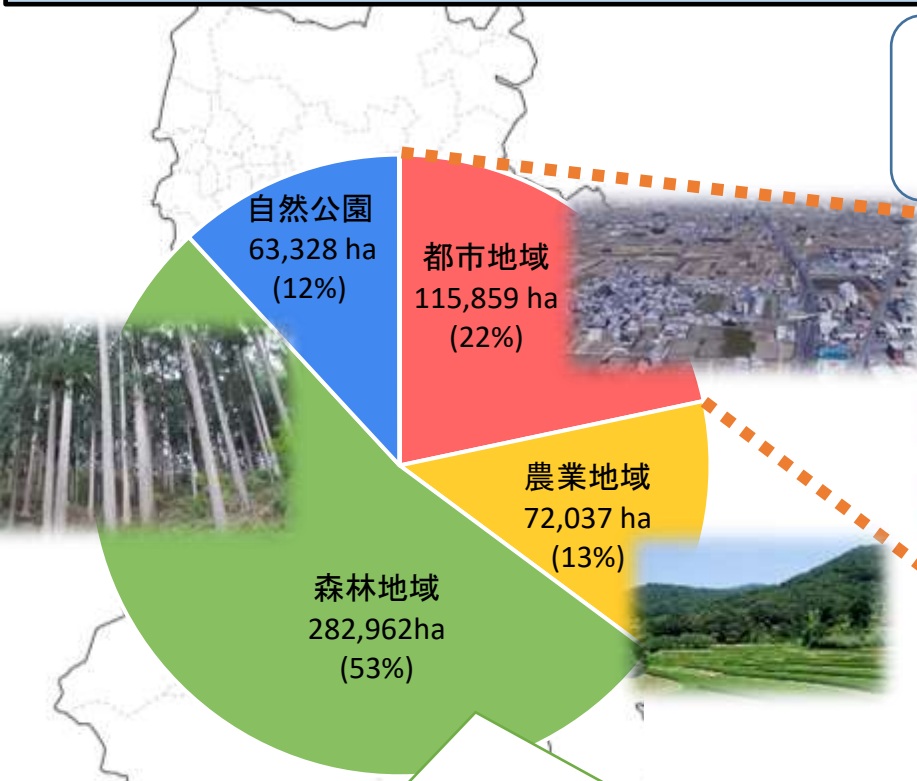 自然公園
63,328 ha
(12%)
都市地域
115,859 ha
(22%)
農業地域
72,037 ha
(13%)
森林地域
282,962ha
(53%)